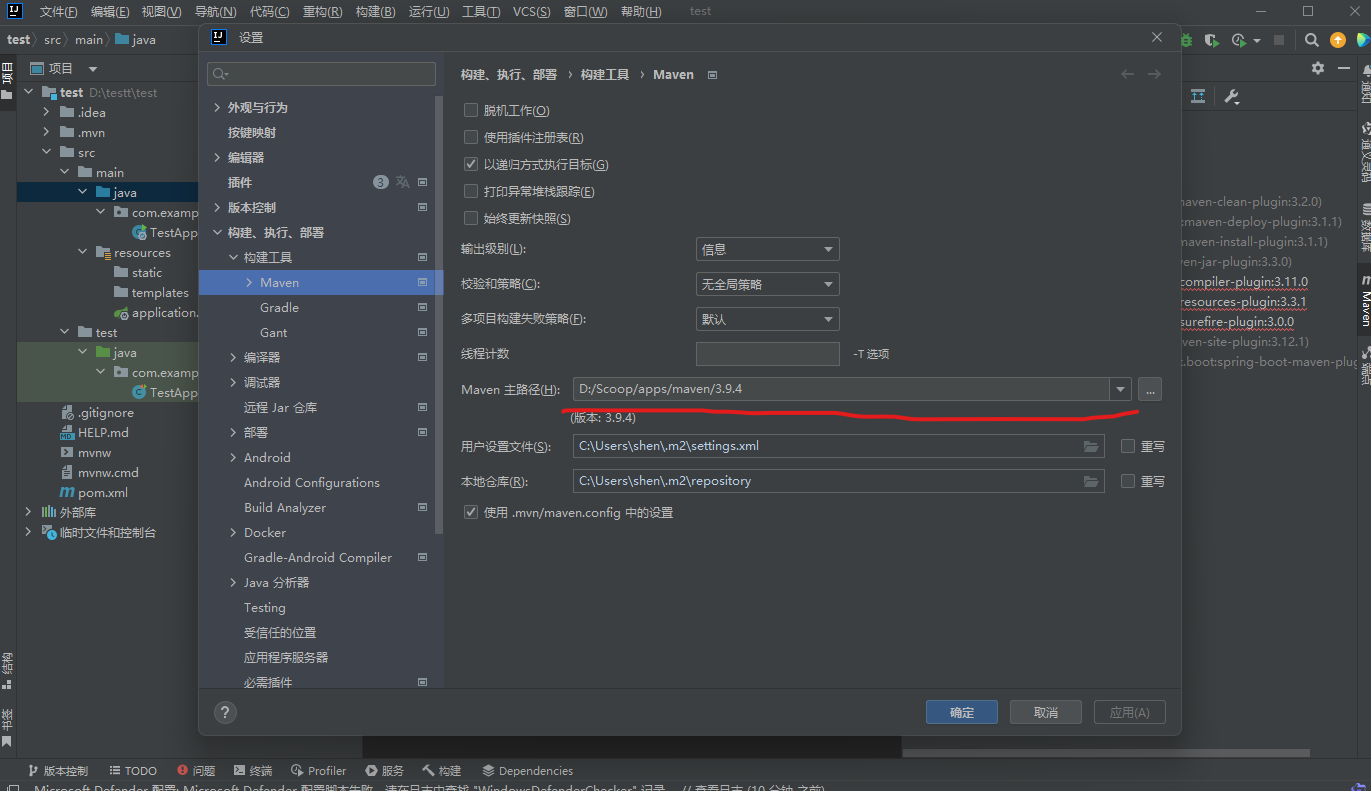 文件(F) 编辑(E) 视图(V) 导航(N) 代码(C) 重构(R) 构建(B) 运行(U) 工具(T) VCS(S) 窗口(W) 帮助(H) test
test src main java
项目
test D:\testt\test
.idea
.mvn
src
main
java
com.examp
TestApp
resources
static
templates
application.
test
java
com.examp
TestApp
.gitignore
HELP.md
mvnw
mvnw.cmd
pom.xml
外部库
临时文件和控制台
项目
结构
书签
设置
外观与行为
按键映射
编辑器
插件 3
版本控制
构建、执行、部署
构建工具
Maven
Gradle
Gant
编译器
调试器
远程 Jar 仓库
部署
Android
Android Configurations
Build Analyzer
Docker
Gradle-Android Compiler
Java 分析器
Testing
受信任的位置
应用程序服务器
必需插件
?
构建、执行、部署 › 构建工具 › Maven
脱机工作(O)
使用插件注册表(R)
以递归方式执行目标(G)
打印异常堆栈跟踪(E)
始终更新快照(S)
输出级别(L): 信息
校验和策略(C): 无全局策略
多项目构建失败策略(F): 默认
线程计数 -T 选项
Maven 主路径(H): D:/Scoop/apps/maven/3.9.4 ...
(版本: 3.9.4)
用户设置文件(S): C:\Users\shen\.m2\settings.xml 重写
本地仓库(R): C:\Users\shen\.m2\repository 重写
使用 .mvn/maven.config 中的设置
确定 取消 应用(A)
maven-clean-plugin:3.2.0)
:maven-deploy-plugin:3.1.1)
maven-install-plugin:3.1.1)
ven-jar-plugin:3.3.0)
compiler-plugin:3.11.0
resources-plugin:3.3.1
surefire-plugin:3.0.0
ven-site-plugin:3.12.1)
.boot:spring-boot-maven-plug
通知
通义灵码
数据库
Maven
端点
版本控制 TODO 问题 终端 Profiler 服务 构建 Dependencies
Microsoft Defender 配置: Microsoft Defender 配置脚本失败。请在日志中查找 "WindowsDefenderChecker" 记录。 // 查看日志 (10 分钟 之前)